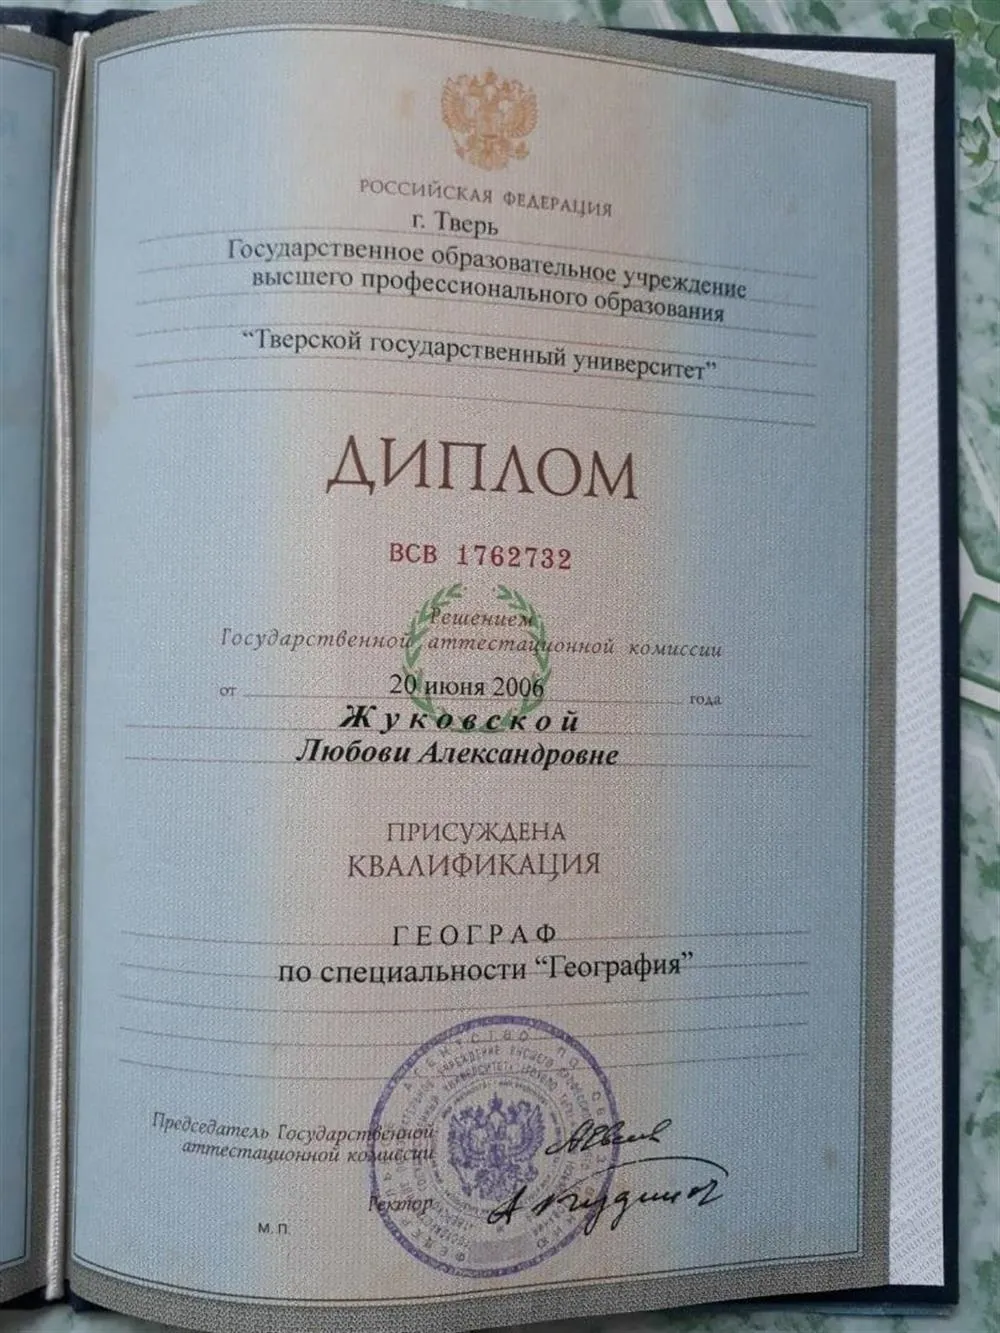 РОССИЙСКАЯ ФЕДЕРАЦИЯ
г. Тверь
Государственное образовательное учреждение
высшего профессионального образования
“Тверской государственный университет”
ДИПЛОМ
ВСВ 1762732
Решением
Государственной аттестационной комиссии
от 20 июня 2006 года
Жуковской
Любови Александровне
ПРИСУЖДЕНА
КВАЛИФИКАЦИЯ
ГЕОГРАФ
по специальности “География”
Председатель Государственной
аттестационной комиссии
Ректор
М.П.